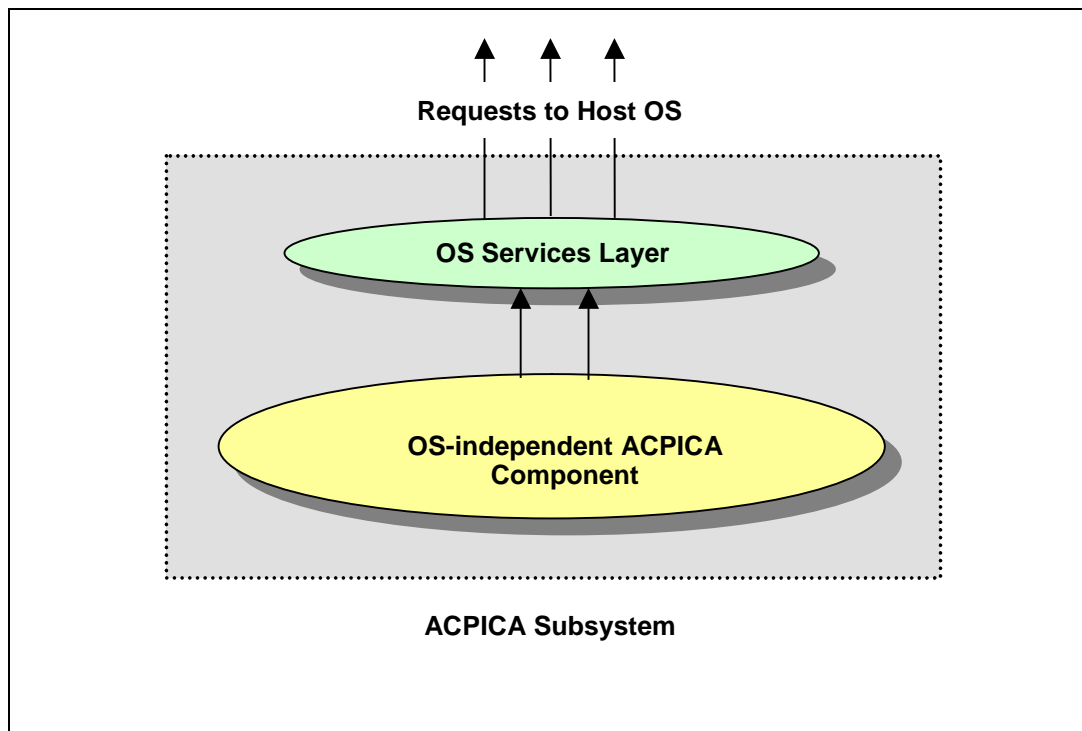 Requests to Host OS
OS Services Layer
OS-independent ACPICA
Component
ACPICA Subsystem